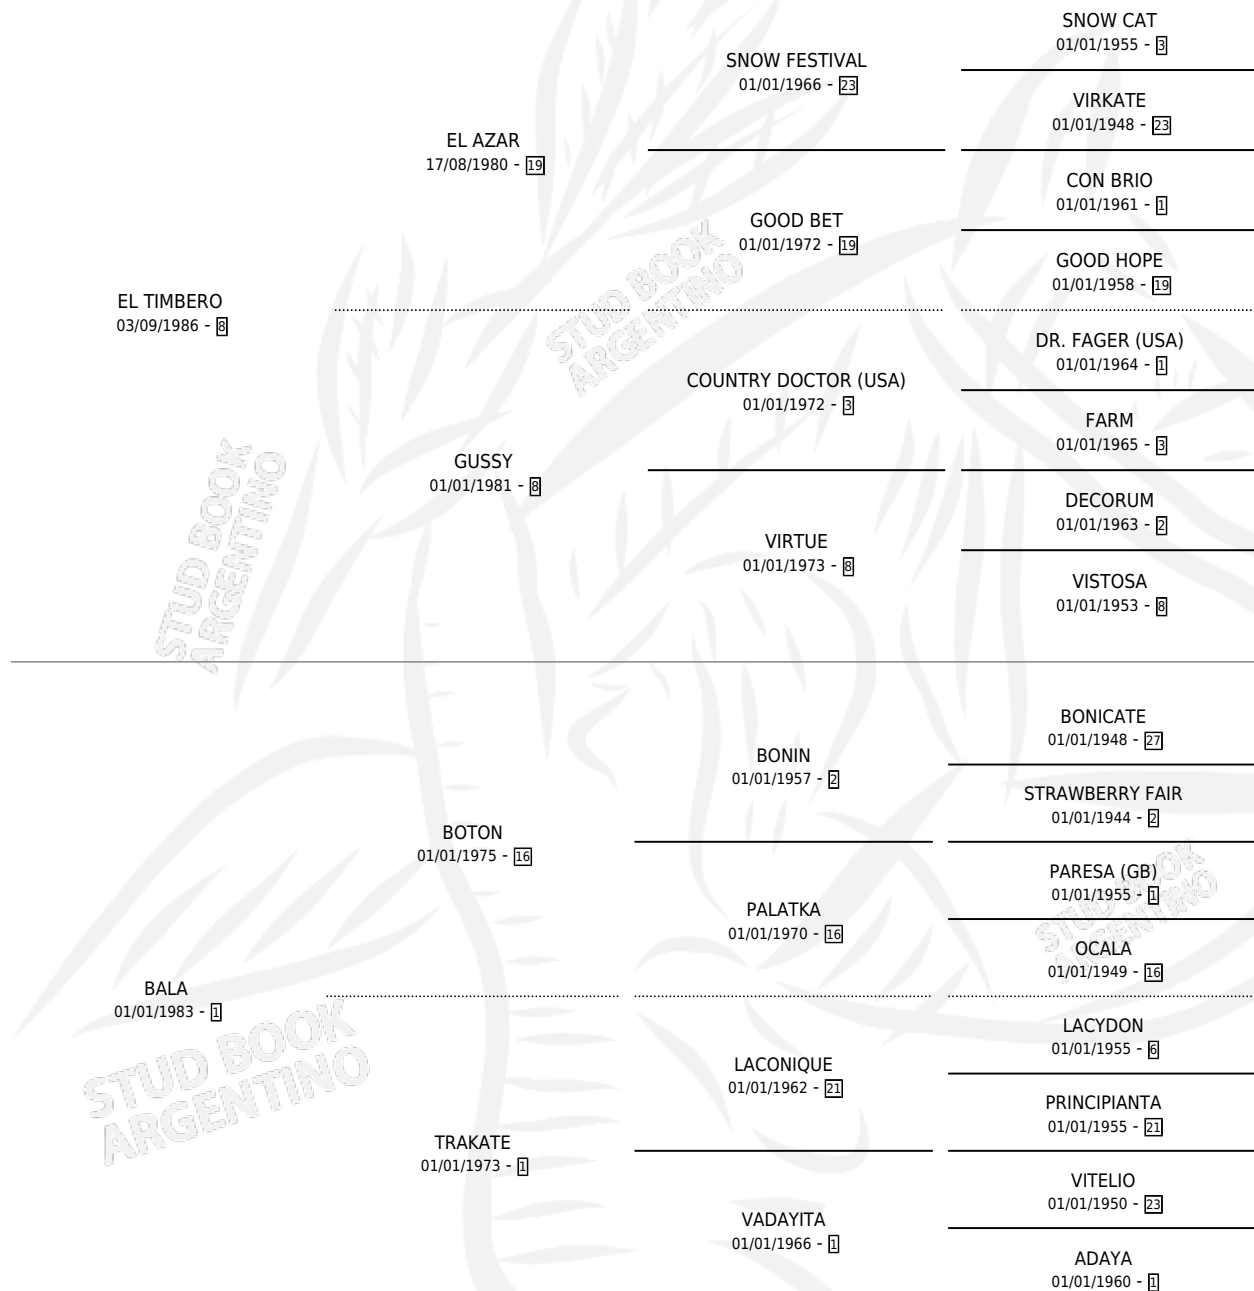 SNOW CAT
01/01/1955 - 3
SNOW FESTIVAL
01/01/1966 - 23
VIRKATE
01/01/1948 - 23
EL AZAR
17/08/1980 - 19
CON BRIO
01/01/1961 - 1
GOOD BET
01/01/1972 - 19
GOOD HOPE
01/01/1958 - 19
EL TIMBERO
03/09/1986 - 8
DR. FAGER (USA)
01/01/1964 - 1
COUNTRY DOCTOR (USA)
01/01/1972 - 3
FARM
01/01/1965 - 3
GUSSY
01/01/1981 - 8
DECORUM
01/01/1963 - 2
VIRTUE
01/01/1973 - 8
VISTOSA
01/01/1953 - 8
BONICATE
01/01/1948 - 27
BONIN
01/01/1957 - 2
STRAWBERRY FAIR
01/01/1944 - 2
BOTON
01/01/1975 - 16
PARESA (GB)
01/01/1955 - 1
PALATKA
01/01/1970 - 16
OCALA
01/01/1949 - 16
BALA
01/01/1983 - 1
LACYDON
01/01/1955 - 6
LACONIQUE
01/01/1962 - 21
PRINCIPIANTA
01/01/1955 - 21
TRAKATE
01/01/1973 - 1
VITELIO
01/01/1950 - 23
VADAYITA
01/01/1966 - 1
ADAYA
01/01/1960 - 1
STUD BOOK
ARGENTINO
STUD BOOK
ARGENTINO
STUD BOOK
ARGENTINO
STUD BOOK
ARGENTINO